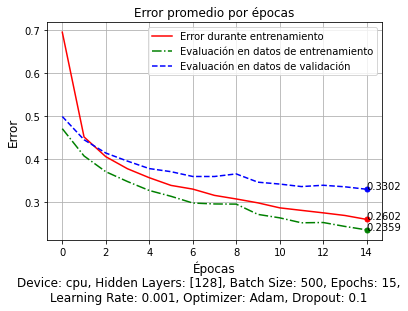 Error promedio por épocas
Error durante entrenamiento
Evaluación en datos de entrenamiento
Evaluación en datos de validación
Error
0.7
0.6
0.5
0.4
0.3
0.3302
0.2602
0.2359
0 2 4 6 8 10 12 14
Épocas
Device: cpu, Hidden Layers: [128], Batch Size: 500, Epochs: 15,
Learning Rate: 0.001, Optimizer: Adam, Dropout: 0.1